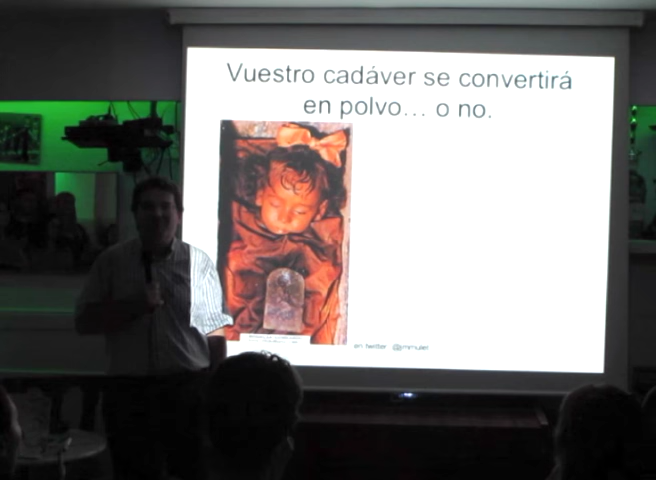 Vuestro cadáver se convertirá
en polvo... o no.
en twitter